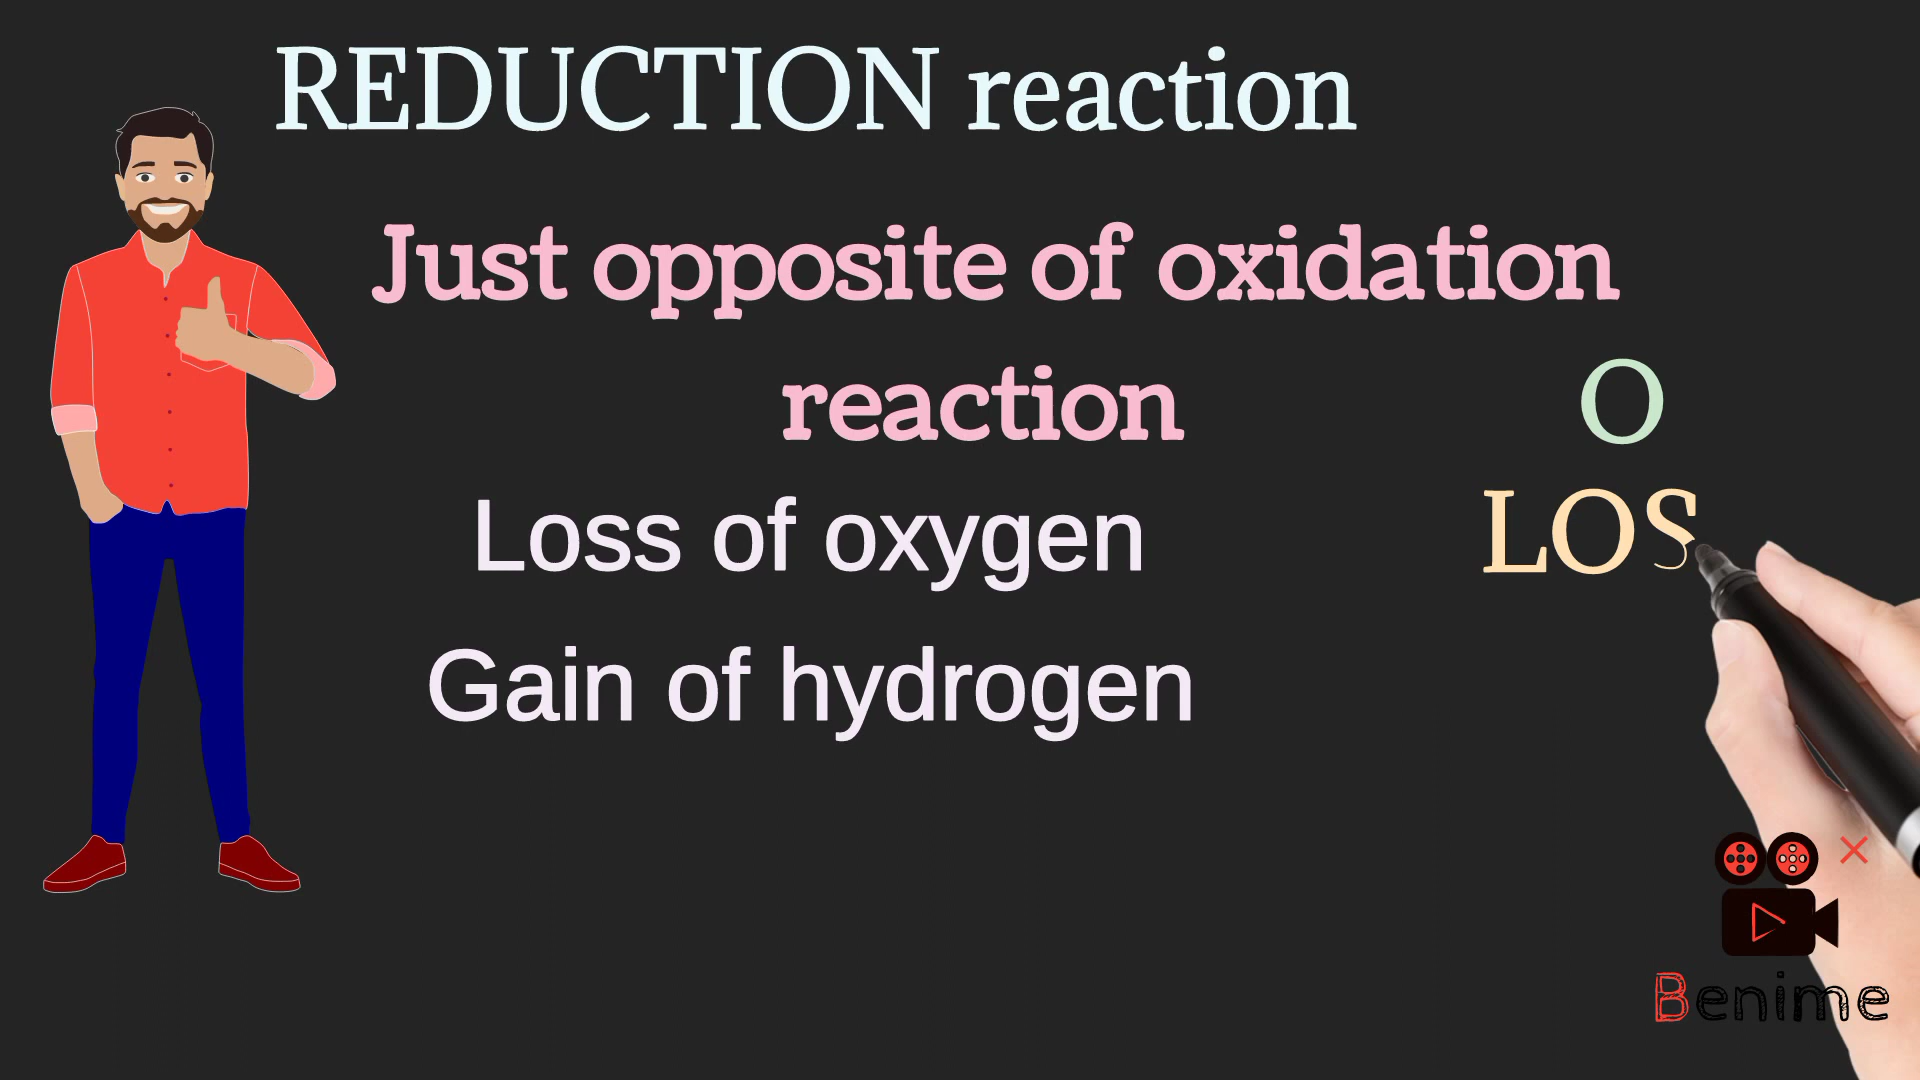 REDUCTION reaction
Just opposite of oxidation
reaction
O
Loss of oxygen
LOS
Gain of hydrogen
Benime